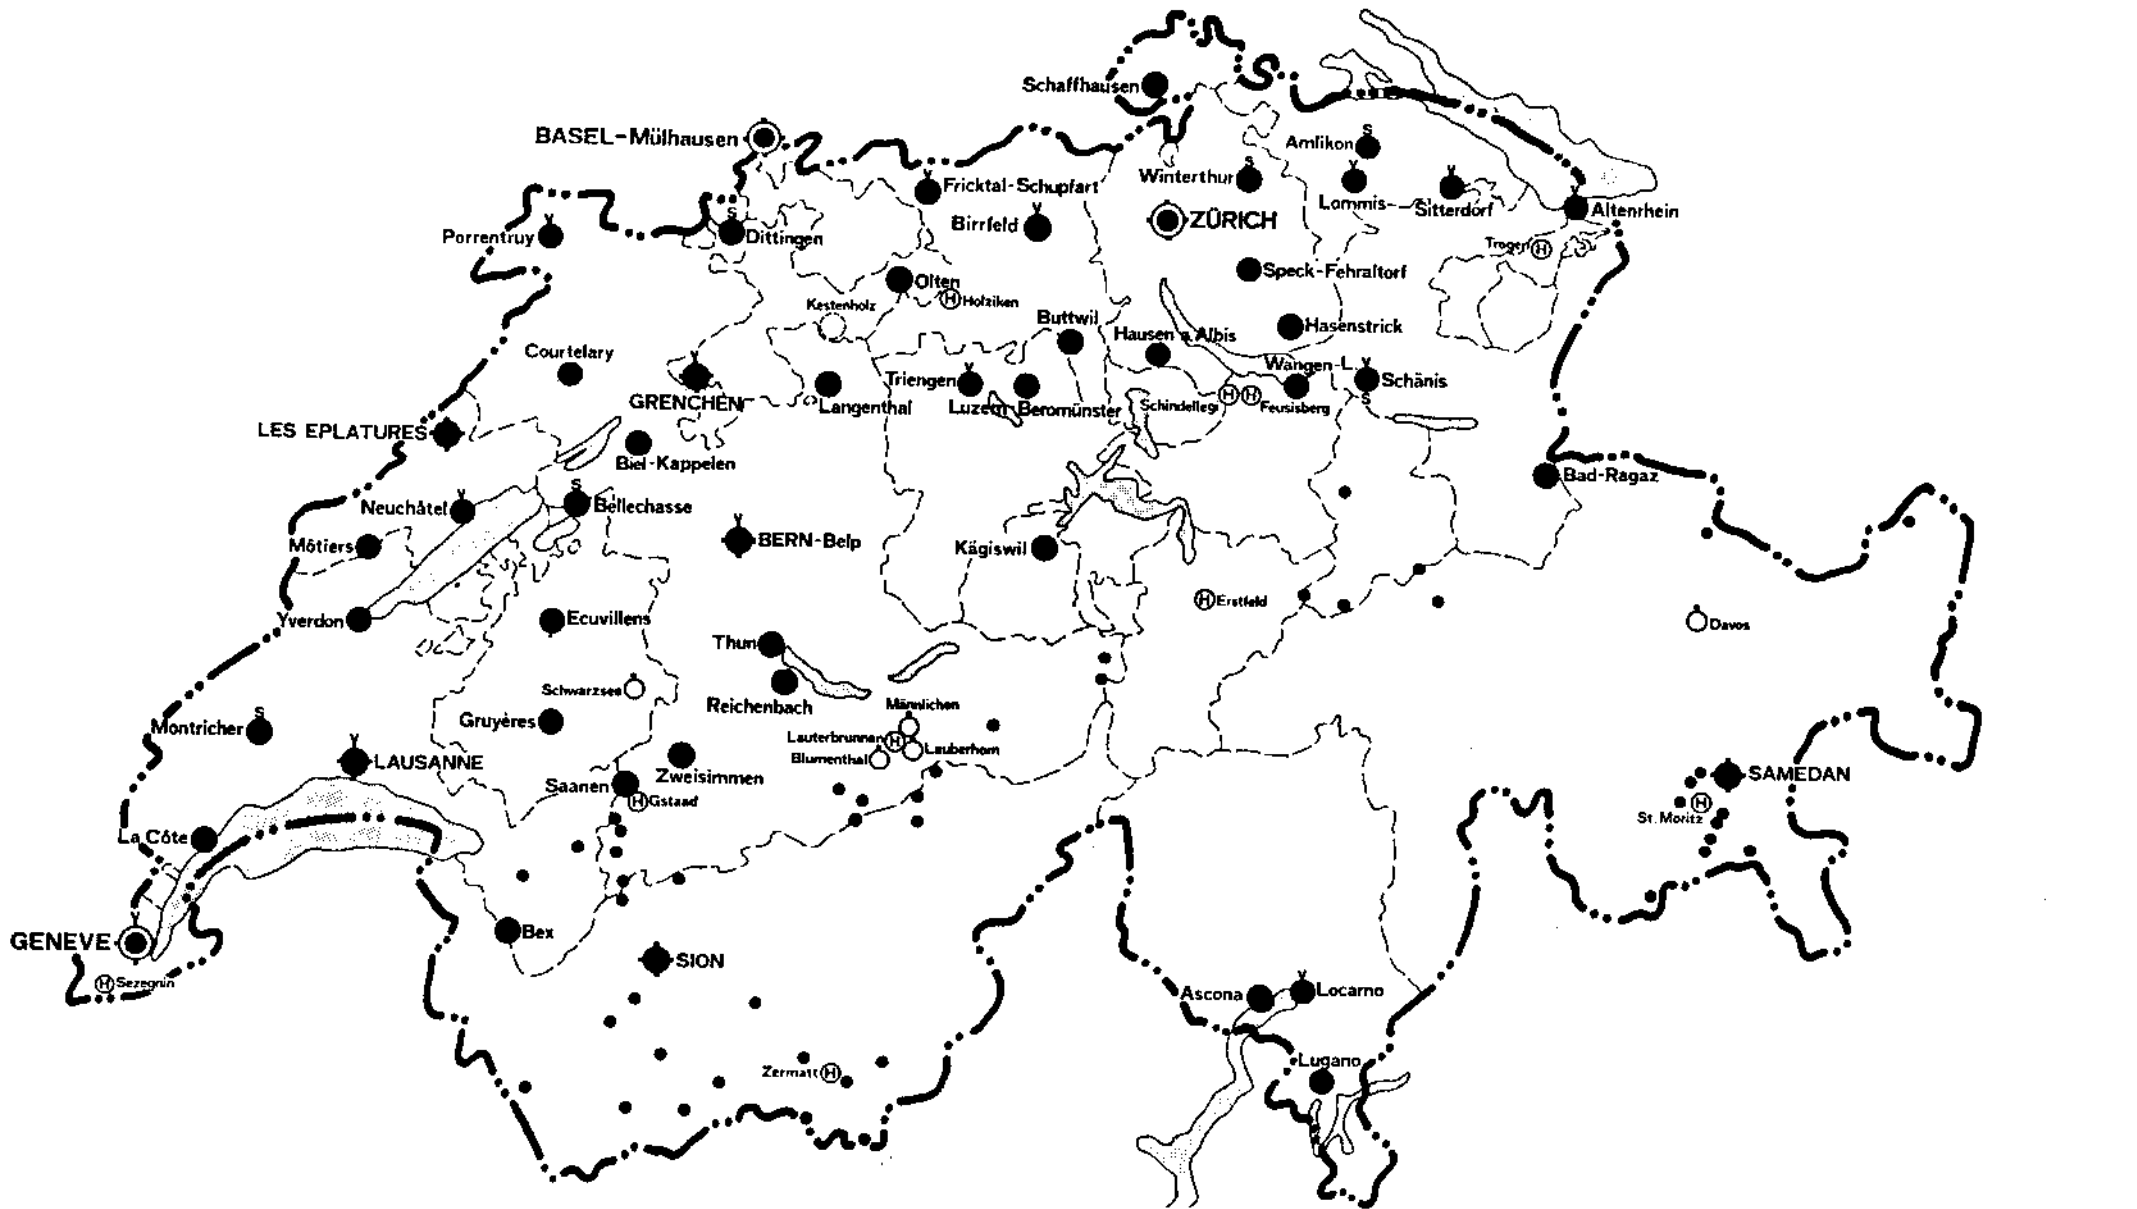 Schaffhausen
BASEL-Mülhausen
S
Amlikon
Winterthur
S
V
V
Fricktal-Schupfart
V
Lommis
Sitterdorf
V
Altenrhein
Porrentruy
V
S
Dittingen
Birrfeld
V
ZÜRICH
Trogen H
Speck-Fehraltorf
Olten
H Holziken
Kestenholz
Buttwil
Hausen a. Albis
Hasenstrick
Courtelary
V
GRENCHEN
Langenthal
Triengen
V
Luzern-Beromünster
Wangen-L.
V
Schänis
S
Schindellegi H H Feusisberg
LES EPLATURES
Biel-Kappelen
Bad-Ragaz
Neuchâtel
V
S
Bellechasse
Môtiers
V
BERN-Belp
Kägiswil
H Erstfeld
Yverdon
Ecuvillens
Davos
Thun
Schwarzsee
Reichenbach
Männlichen
Montricher
S
Gruyères
Lauterbrunnen H
Lauberhorn
Blumenthal
V
LAUSANNE
Zweisimmen
Saanen
H Gstaad
SAMEDAN
H
St. Moritz
La Côte
Bex
V
GENEVE
SION
H Sezegnin
Ascona
V
Locarno
Lugano
Zermatt H